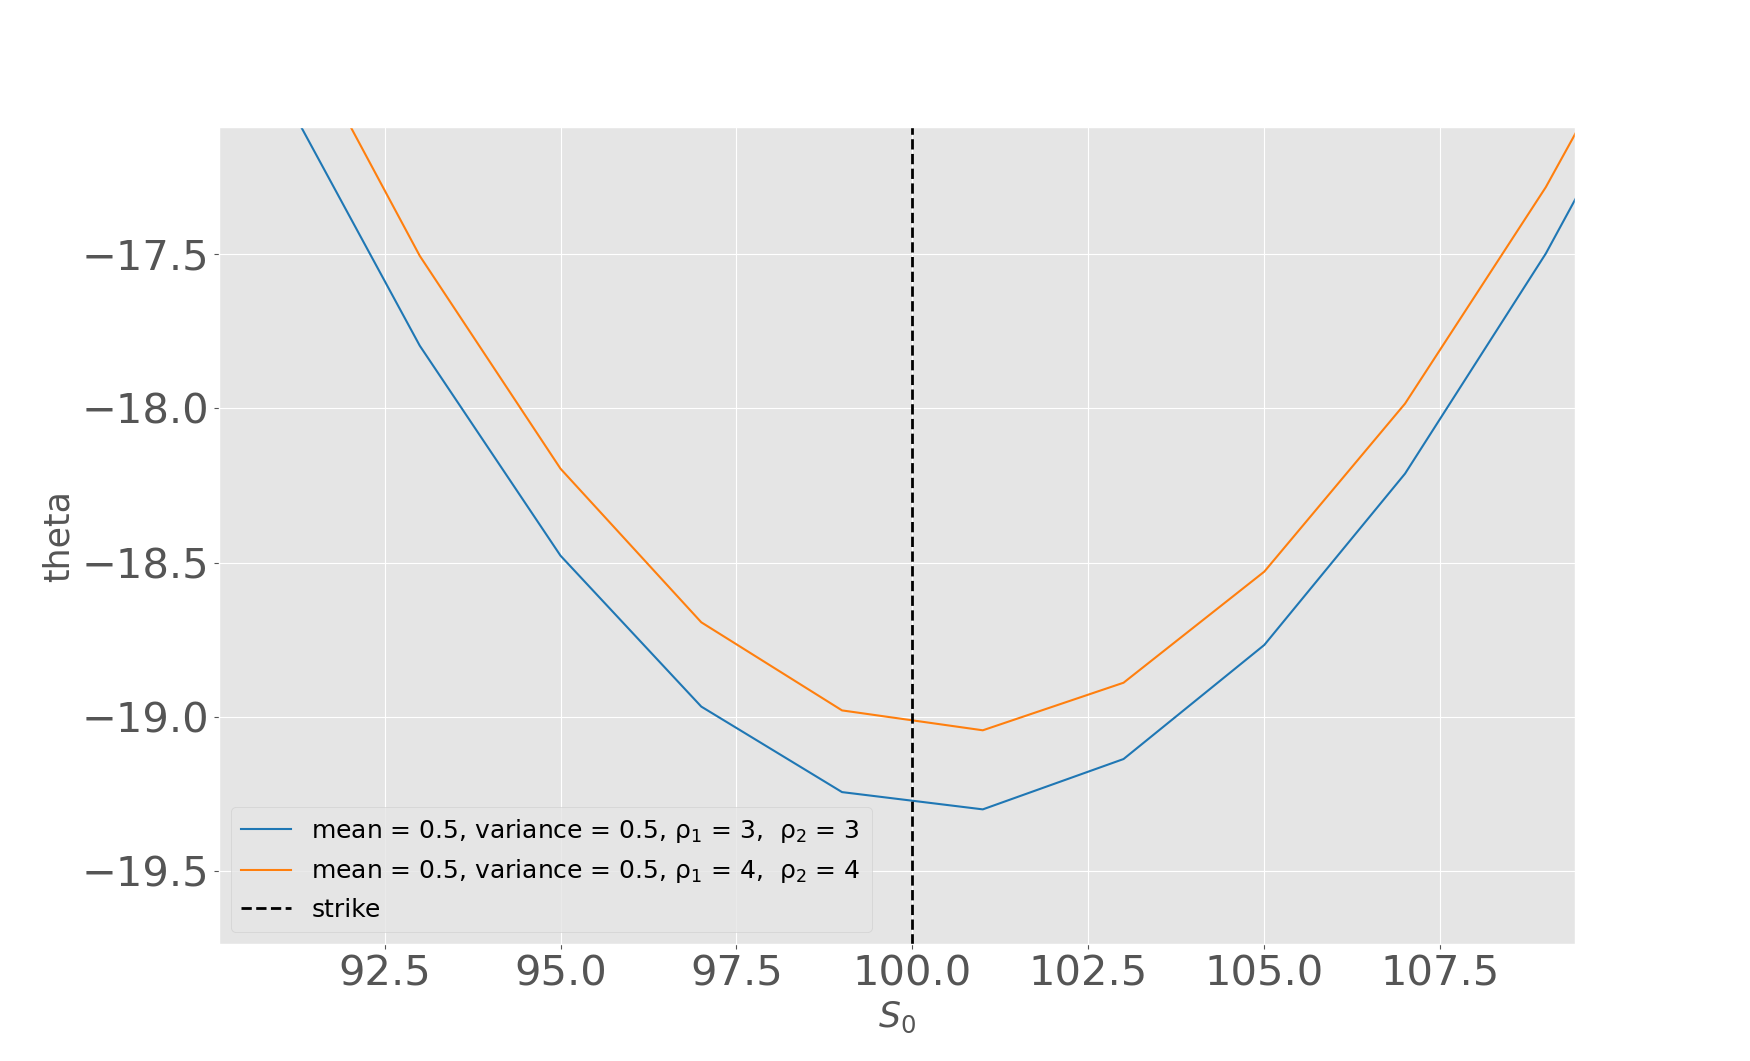 −17.5
−18.0
−18.5
−19.0
−19.5
theta
mean = 0.5, variance = 0.5, ρ₁ = 3,  ρ₂ = 3
mean = 0.5, variance = 0.5, ρ₁ = 4,  ρ₂ = 4
strike
92.5 95.0 97.5 100.0 102.5 105.0 107.5
S₀